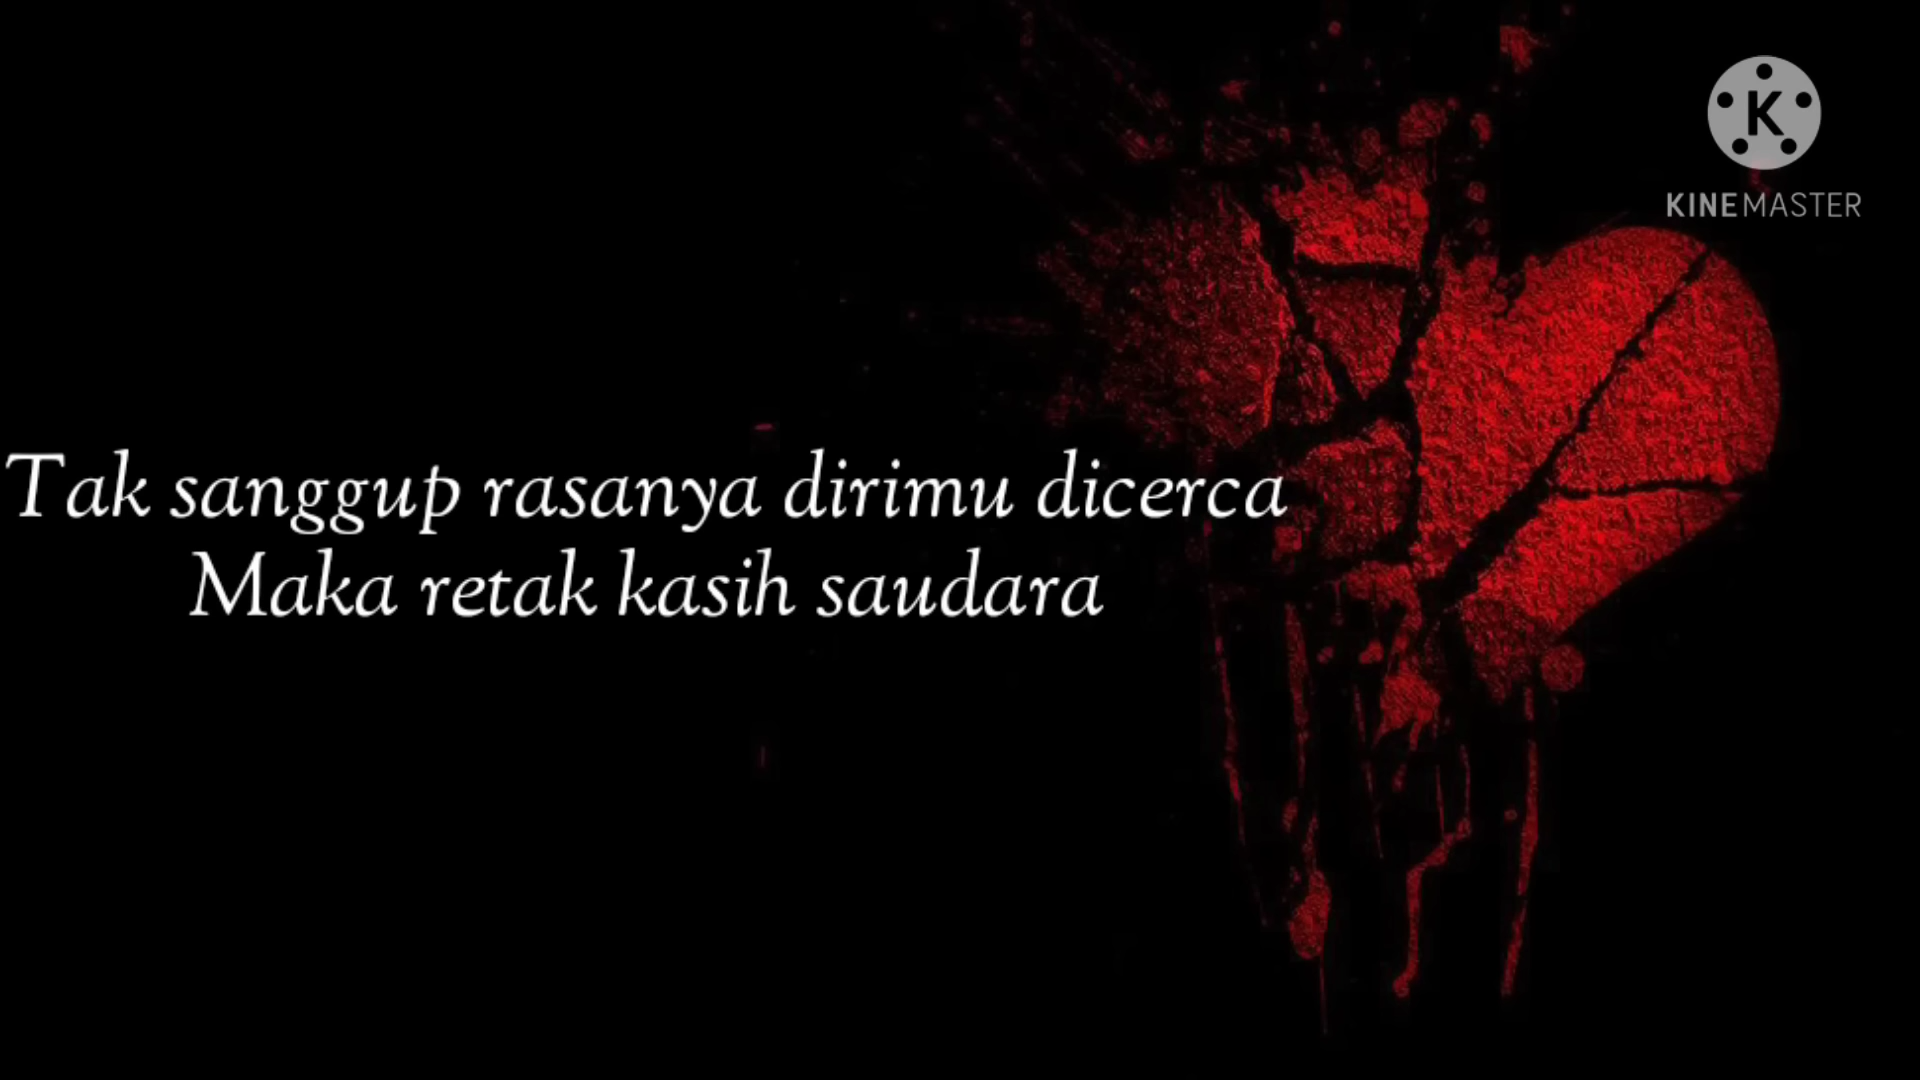 K
KINEMASTER
Tak sanggup rasanya dirimu dicerca
Maka retak kasih saudara